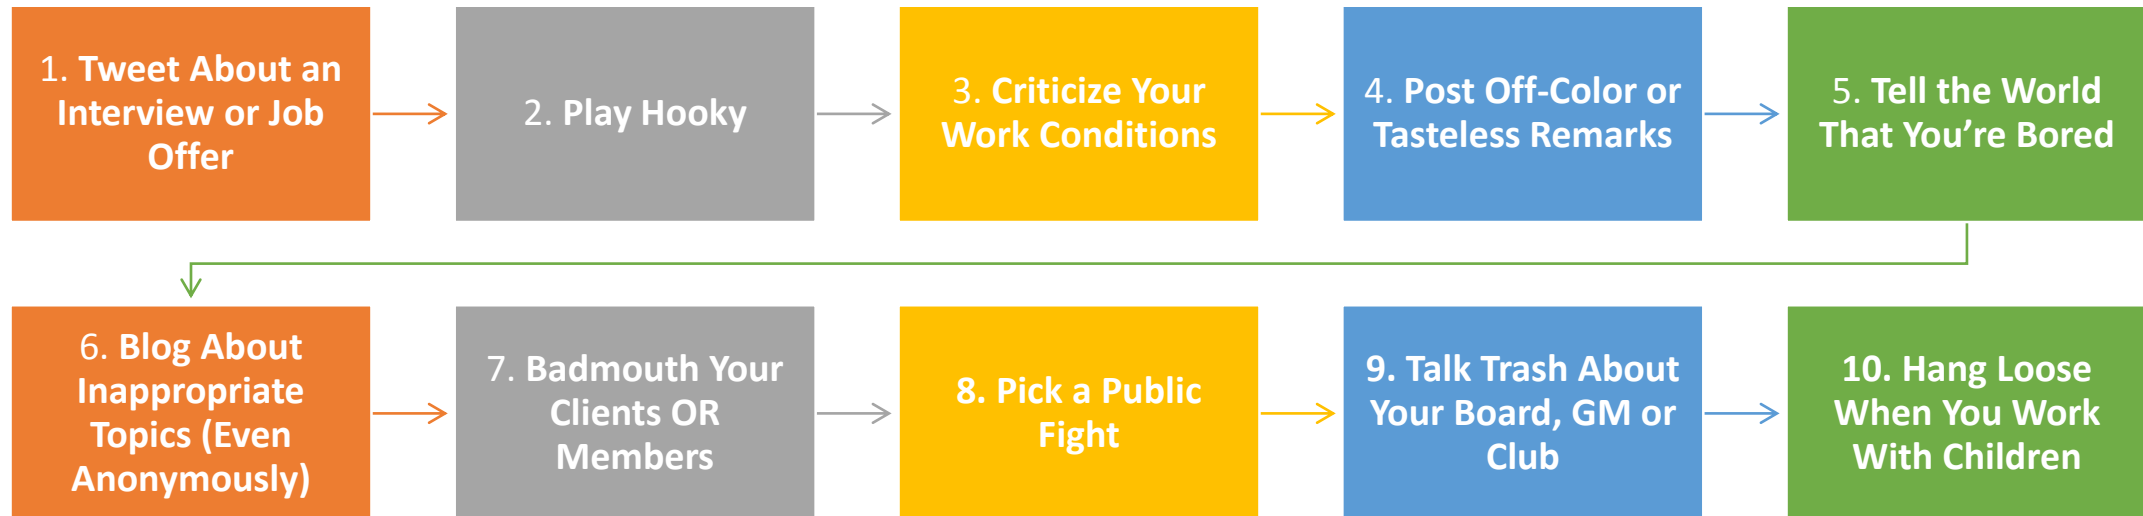 1. Tweet About an
Interview or Job
Offer
2. Play Hooky
3. Criticize Your
Work Conditions
4. Post Off-Color or
Tasteless Remarks
5. Tell the World
That You’re Bored
6. Blog About
Inappropriate
Topics (Even
Anonymously)
7. Badmouth Your
Clients OR
Members
8. Pick a Public
Fight
9. Talk Trash About
Your Board, GM or
Club
10. Hang Loose
When You Work
With Children